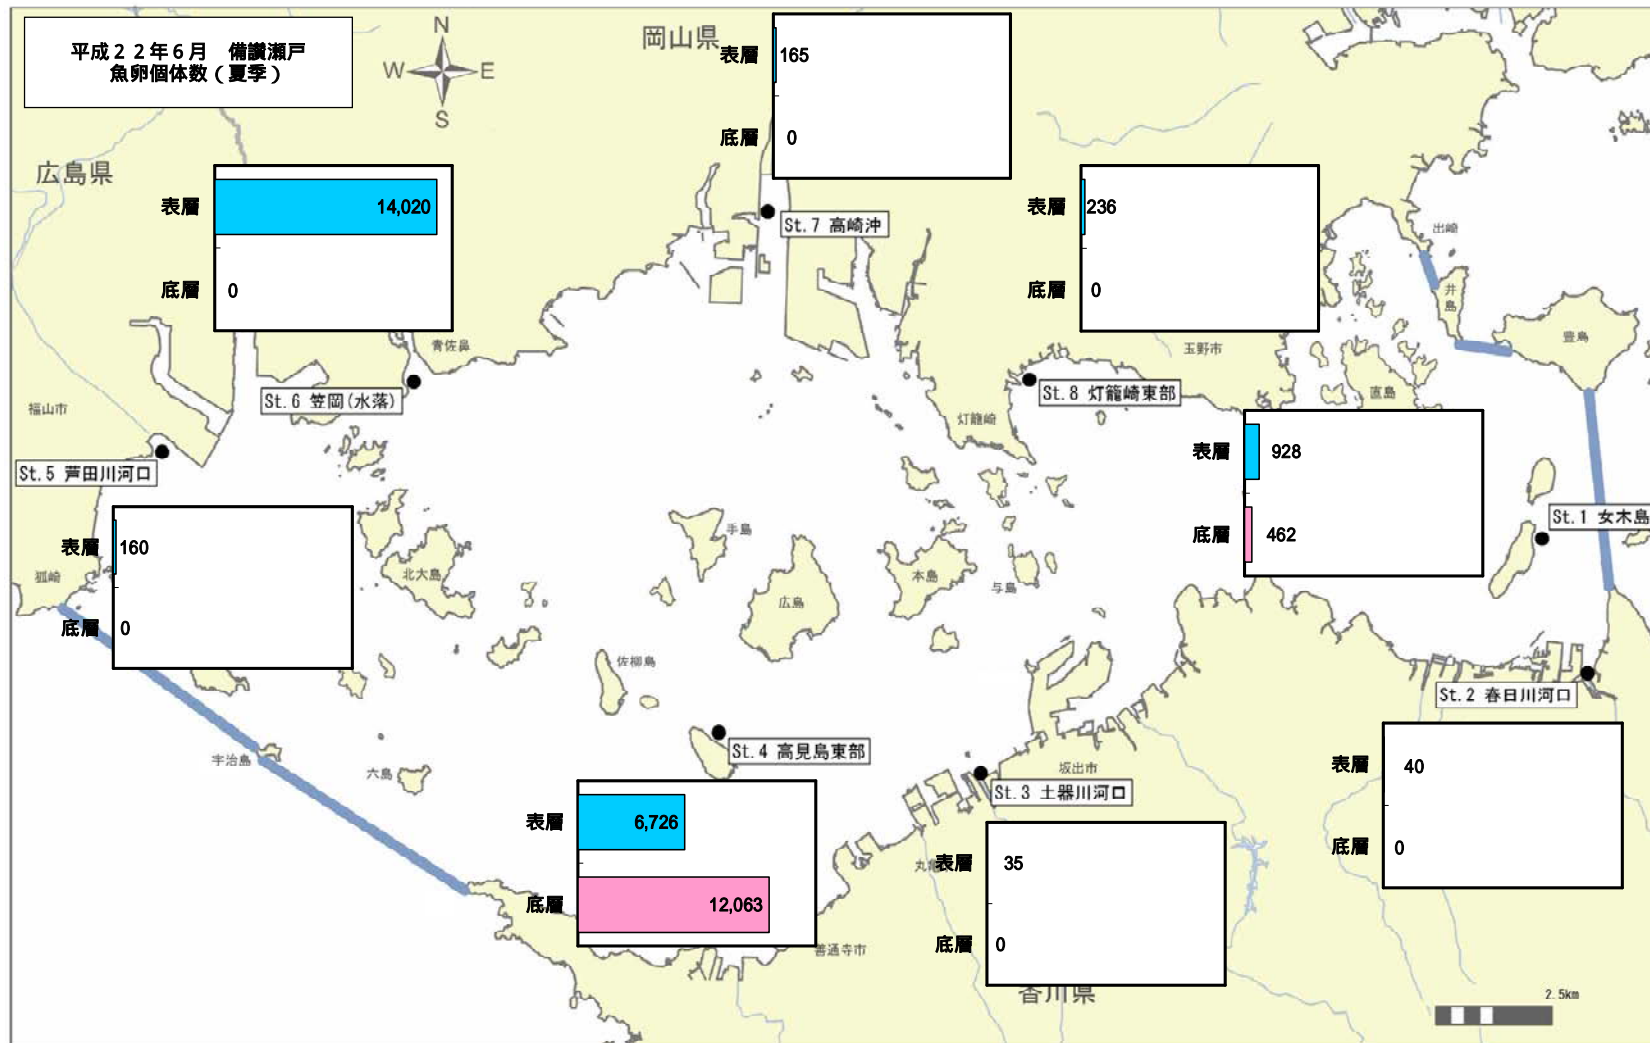 平成２２年６月　備讃瀬戸
魚卵個体数（夏季）
N
W
E
S
岡山県
広島県
香川県
表層
165
底層
0
St.7 高崎沖
表層
14,020
底層
0
St.6 笠岡(水落)
表層
236
底層
0
St.8 灯籠崎東部
表層
928
底層
462
St.1 女木島
St.5 芦田川河口
表層
160
底層
0
St.2 春日川河口
表層
40
底層
0
St.4 高見島東部
表層
6,726
底層
12,063
St.3 土器川河口
表層
35
底層
0
福山市
青佐鼻
狐崎
北大島
宇治島
六島
佐柳島
手島
広島
本島
与島
灯籠崎
玉野市
直島
出崎
井島
豊島
坂出市
丸亀
善通寺市
2.5km